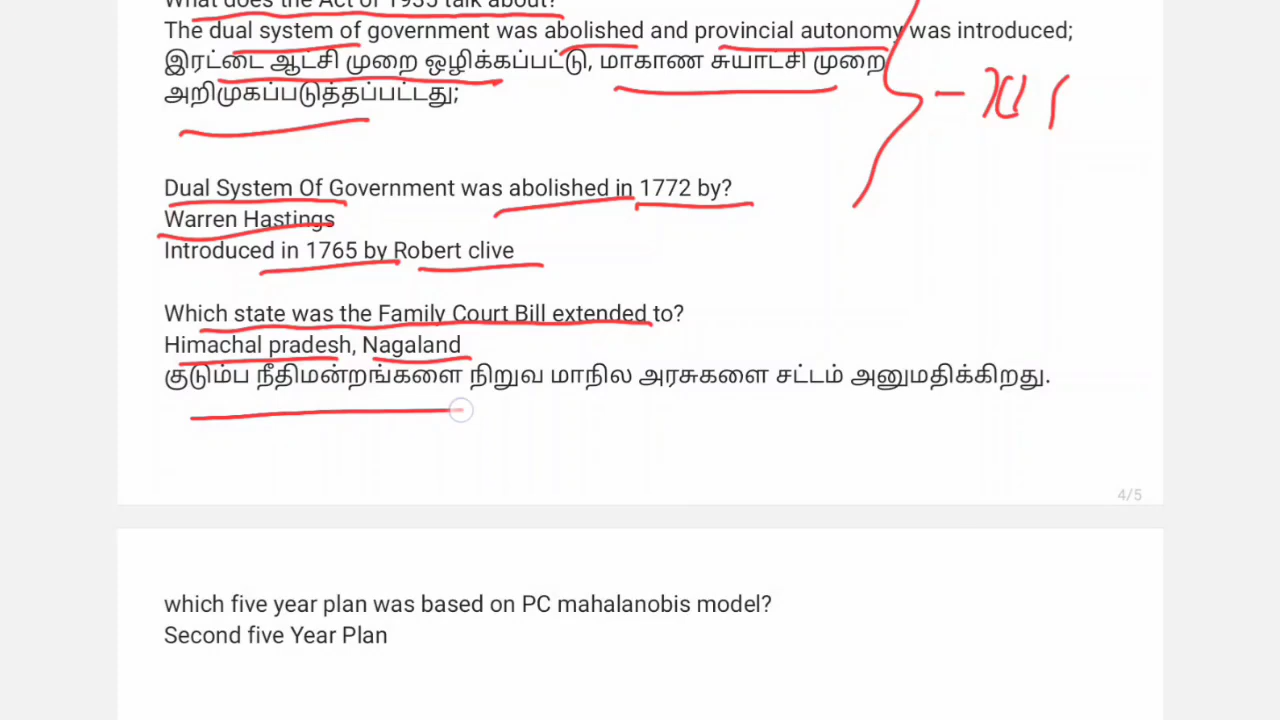 What does the Act of 1935 talk about?
The dual system of government was abolished and provincial autonomy was introduced;
இரட்டை ஆட்சி முறை ஒழிக்கப்பட்டு, மாகாண சுயாட்சி முறை
அறிமுகப்படுத்தப்பட்டது;
Dual System Of Government was abolished in 1772 by?
Warren Hastings
Introduced in 1765 by Robert clive
Which state was the Family Court Bill extended to?
Himachal pradesh, Nagaland
குடும்ப நீதிமன்றங்களை நிறுவ மாநில அரசுகளை சட்டம் அனுமதிக்கிறது.
4/5
which five year plan was based on PC mahalanobis model?
Second five Year Plan